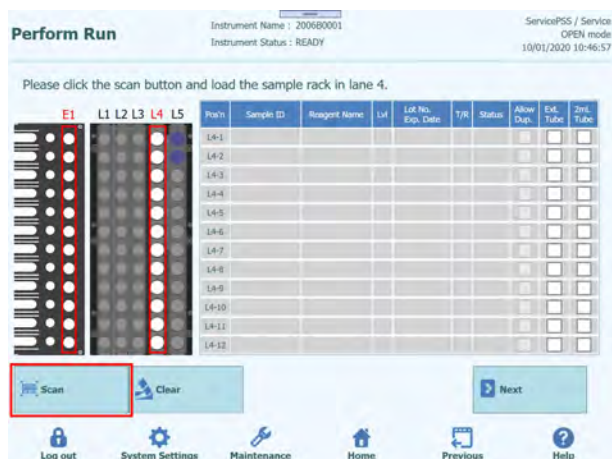 Perform Run
Instrument Name : 2006B0001
Instrument Status : READY
ServicePSS / Service
OPEN mode
10/01/2020 10:46:57
Please click the scan button and load the sample rack in lane 4.
E1 L1 L2 L3 L4 L5
Pos'n Sample ID Reagent Name Lvl Lot No. Exp. Date T/R Status Allow Dup. Ext. Tube 2mL Tube
L4-1
L4-2
L4-3
L4-4
L4-5
L4-6
L4-7
L4-8
L4-9
L4-10
L4-11
L4-12
Scan Clear Next
Log out System Settings Maintenance Home Previous Help